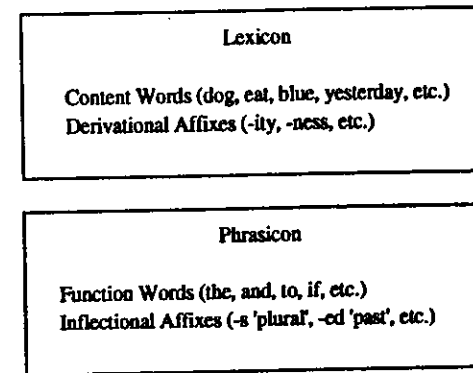 Lexicon
Content Words (dog, eat, blue, yesterday, etc.)
Derivational Affixes (-ity, -ness, etc.)
Phrasicon
Function Words (the, and, to, if, etc.)
Inflectional Affixes (-s 'plural', -ed 'past', etc.)